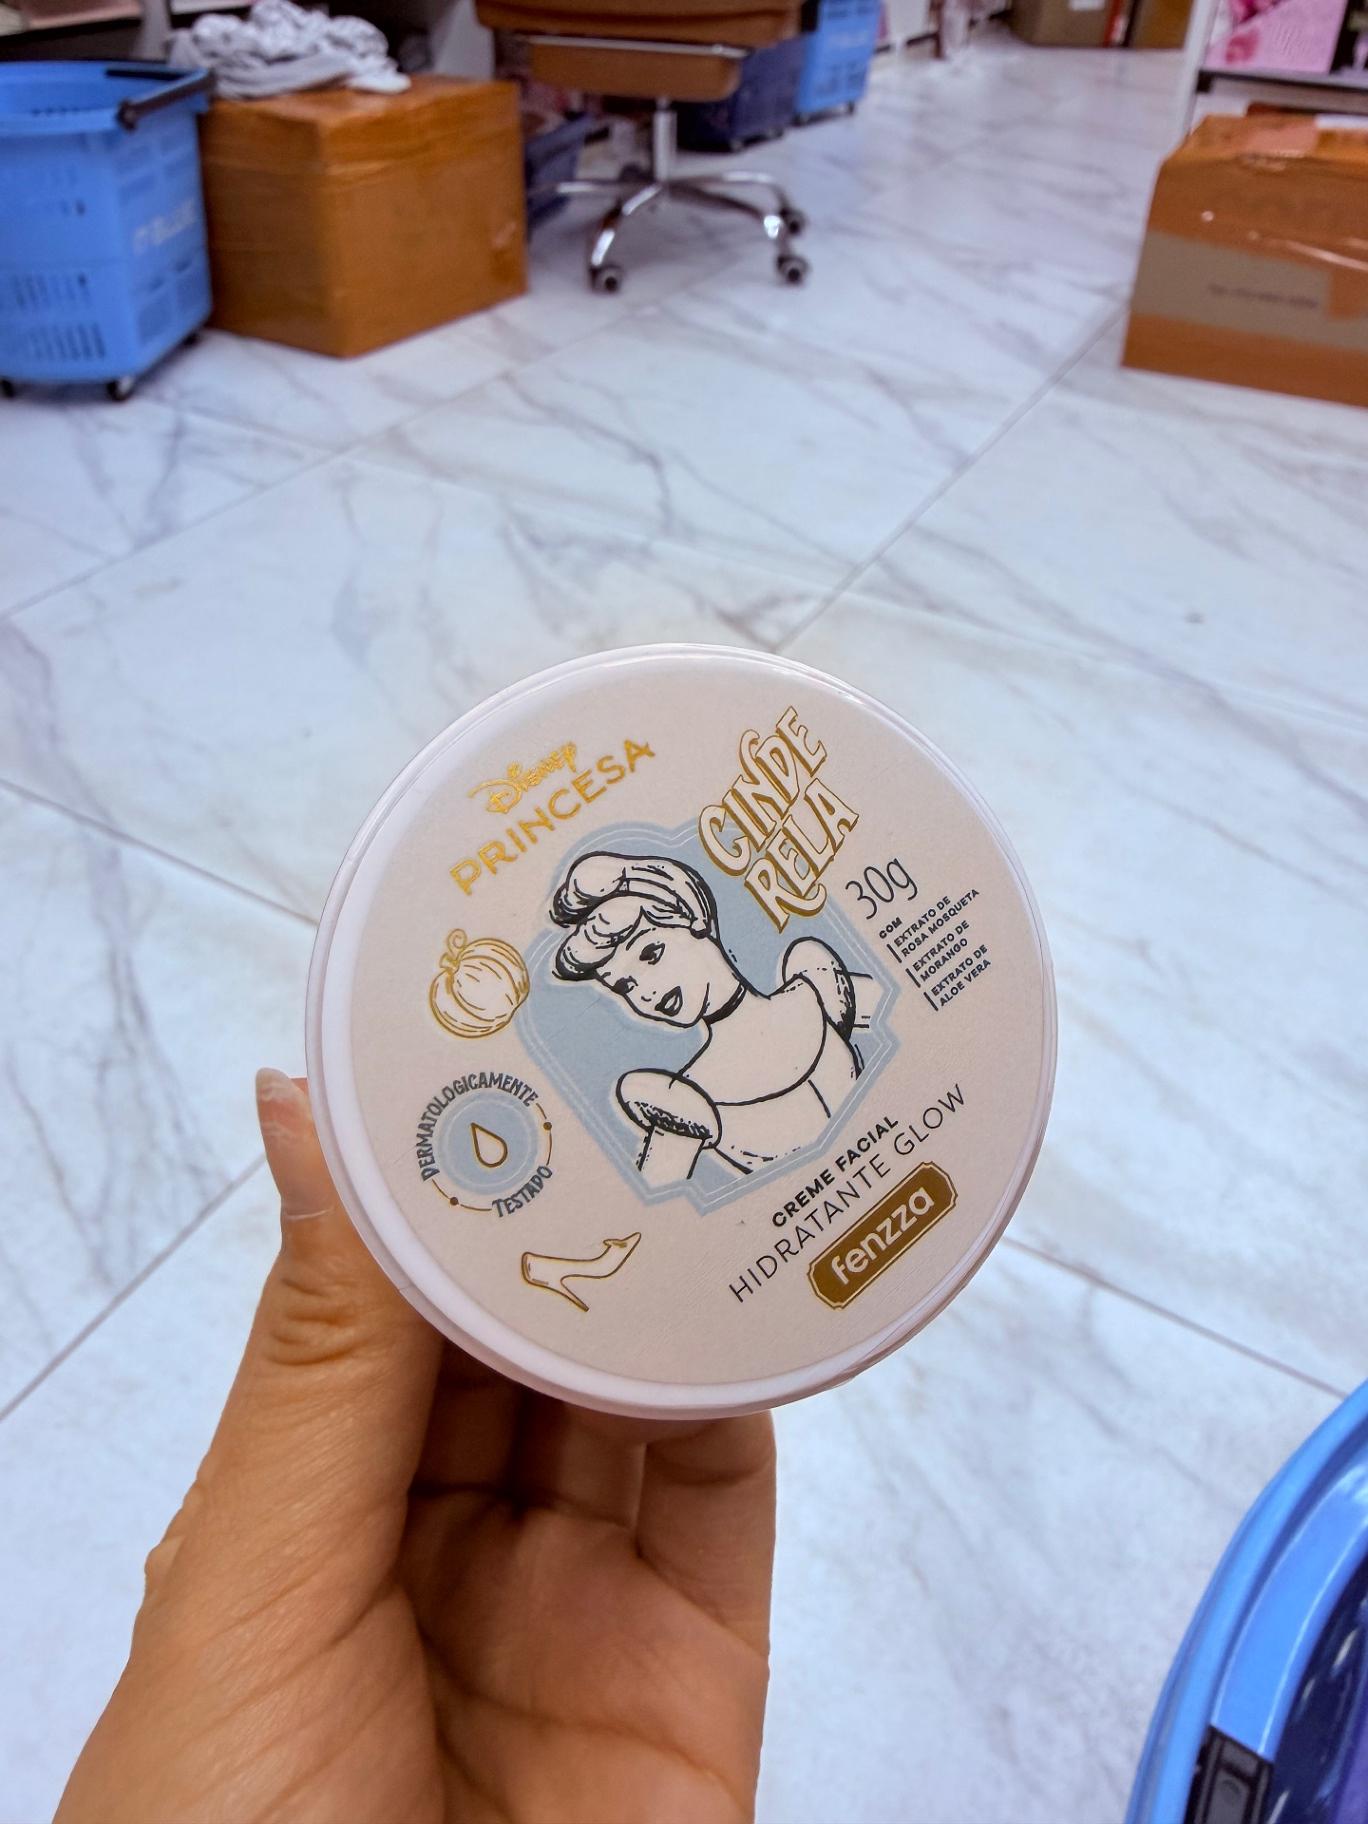 Disney
PRINCESA
CINDE
RELA
30g
COM
EXTRATO DE
ROSA MOSQUETA
EXTRATO DE
MORANGO
EXTRATO DE
ALOE VERA
DERMATOLOGICAMENTE
TESTADO
CREME FACIAL
HIDRATANTE GLOW
fenzza